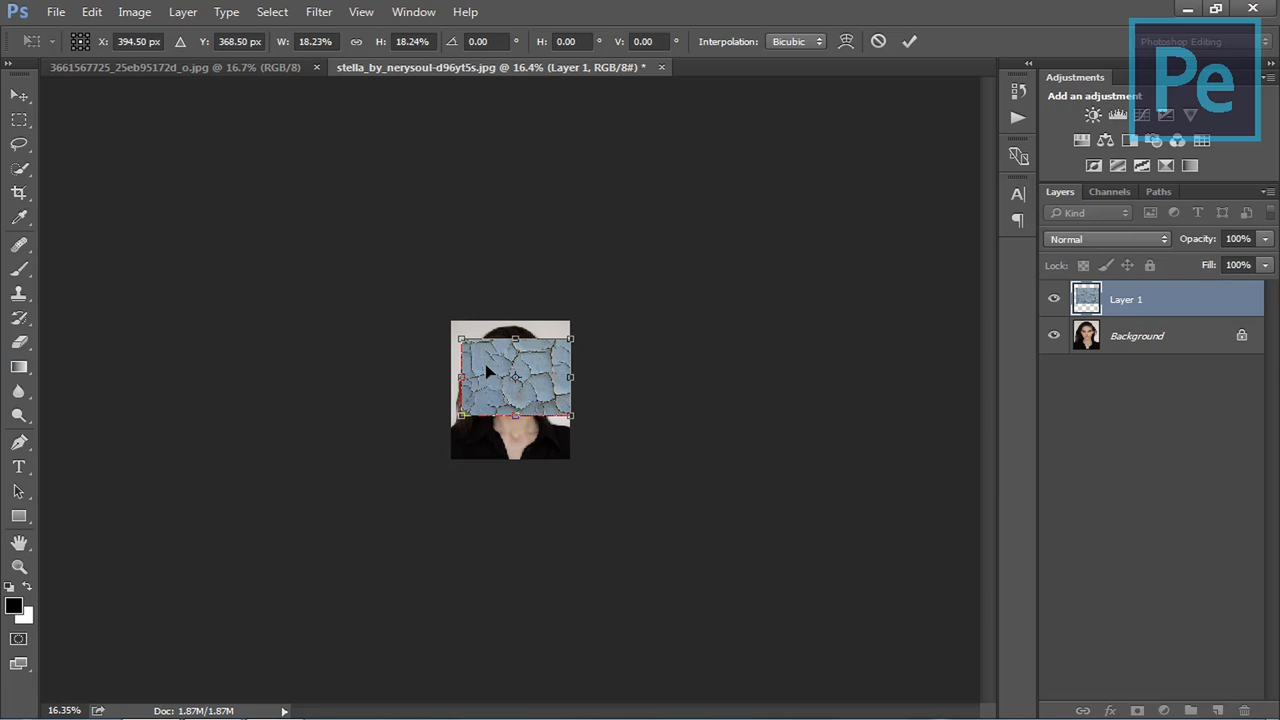 Ps File Edit Image Layer Type Select Filter View Window Help
X: 394.50 px Y: 368.50 px W: 18.23% H: 18.24% 0.00 ° H: 0.00 ° V: 0.00 ° Interpolation: Bicubic
Photoshop Editing
Pe
3661567725_25eb95172d_o.jpg @ 16.7% (RGB/8) × stella_by_nerysoul-d96yt5s.jpg @ 16.4% (Layer 1, RGB/8#) * ×
Adjustments
Add an adjustment
Layers Channels Paths
Kind
Normal Opacity: 100%
Lock: Fill: 100%
Layer 1
Background
16.35% Doc: 1.87M/1.87M